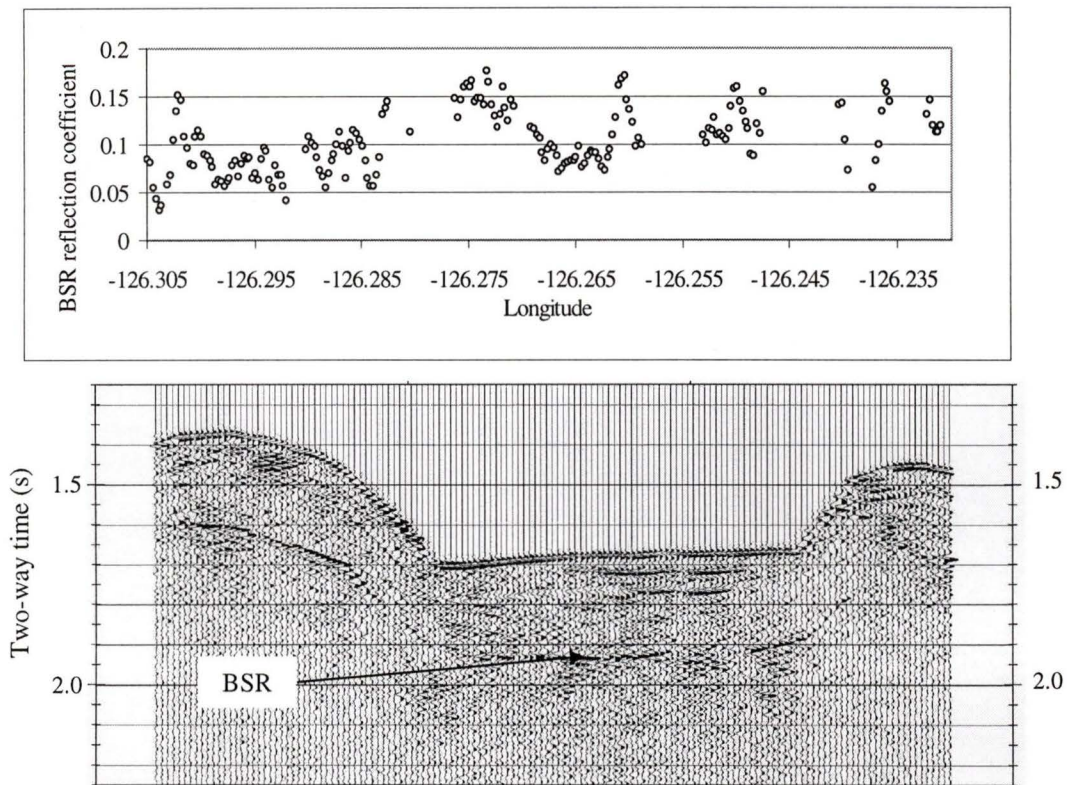 0.2
0.15
0.1
0.05
0
BSR reflection coefficient
-126.305 -126.295 -126.285 -126.275 -126.265 -126.255 -126.245 -126.235
Longitude
Two-way time (s)
1.5 1.5
BSR
2.0 2.0